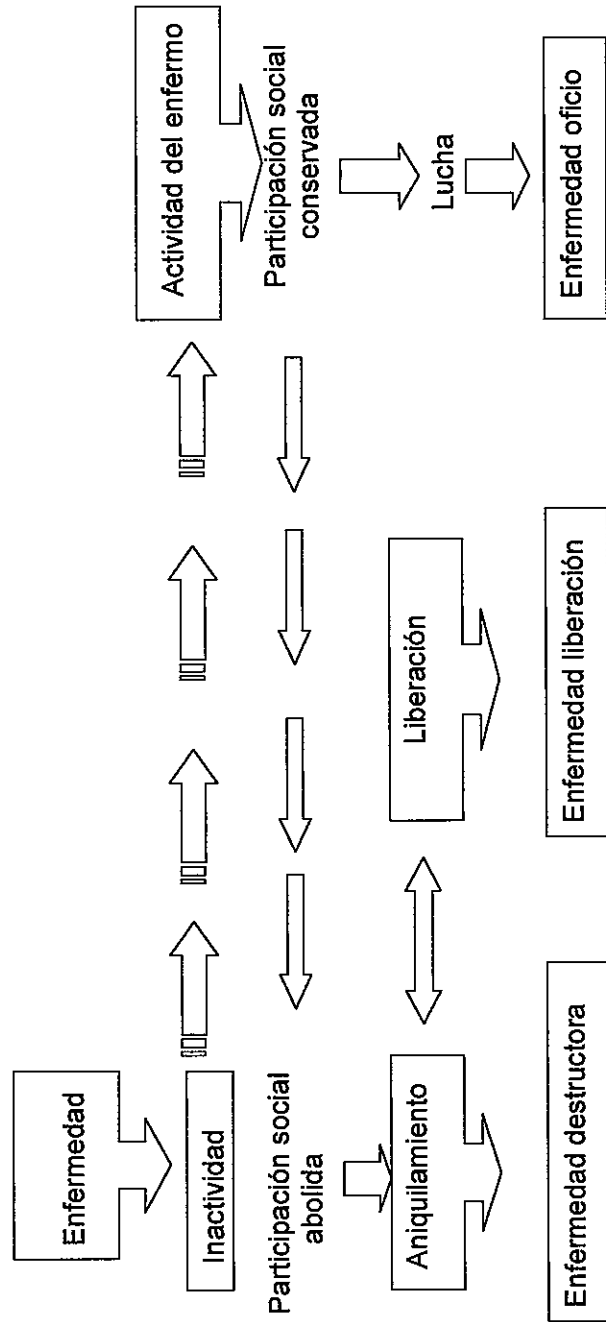 Enfermedad
Inactividad
Participación social
abolida
Aniquilamiento
Enfermedad destructora
Liberación
Enfermedad liberación
Actividad del enfermo
Participación social
conservada
Lucha
Enfermedad oficio